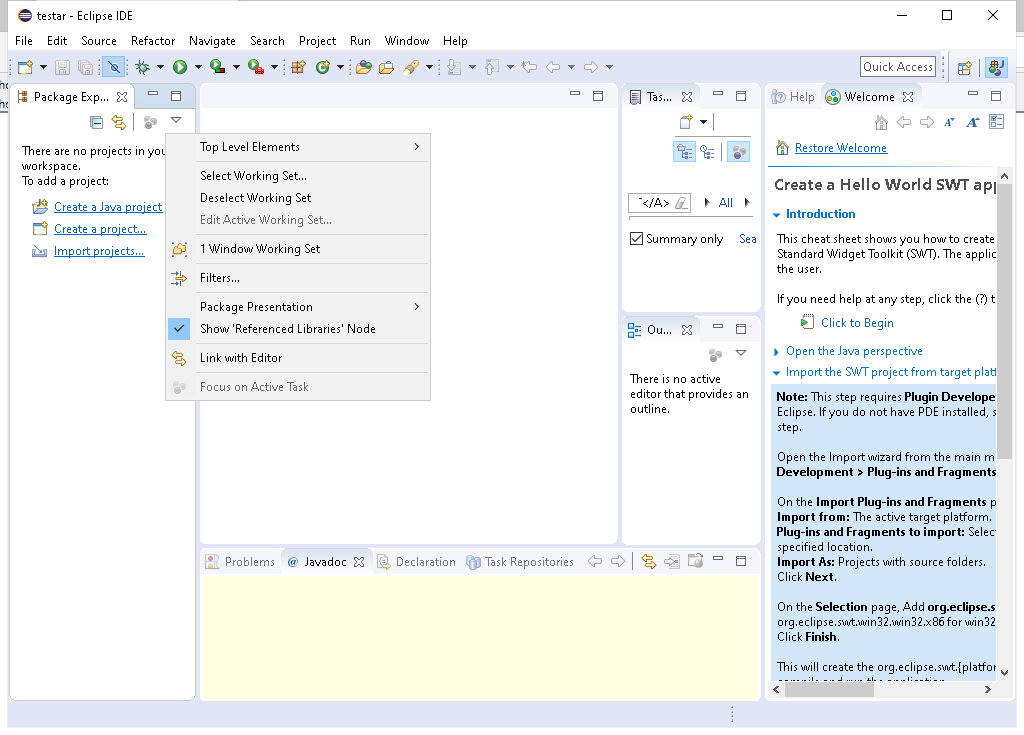 testar - Eclipse IDE
File Edit Source Refactor Navigate Search Project Run Window Help
Quick Access
Package Exp...
There are no projects in you
workspace.
To add a project:
Create a Java project
Create a project...
Import projects...
Top Level Elements
Select Working Set...
Deselect Working Set
Edit Active Working Set...
1 Window Working Set
Filters...
Package Presentation
Show 'Referenced Libraries' Node
Link with Editor
Focus on Active Task
Tas...
All
Summary only Sea
Ou...
There is no active
editor that provides an
outline.
Problems @ Javadoc Declaration Task Repositories
Help Welcome
Restore Welcome
Create a Hello World SWT app
Introduction
This cheat sheet shows you how to create
Standard Widget Toolkit (SWT). The applic
the user.
If you need help at any step, click the (?) t
Click to Begin
Open the Java perspective
Import the SWT project from target platf
Note: This step requires Plugin Develope
Eclipse. If you do not have PDE installed, s
step.
Open the Import wizard from the main m
Development > Plug-ins and Fragments
On the Import Plug-ins and Fragments p
Import from: The active target platform.
Plug-ins and Fragments to import: Selec
specified location.
Import As: Projects with source folders.
Click Next.
On the Selection page, Add org.eclipse.s
org.eclipse.swt.win32.win32.x86 for win32
Click Finish.
This will create the org.eclipse.swt.{platfor